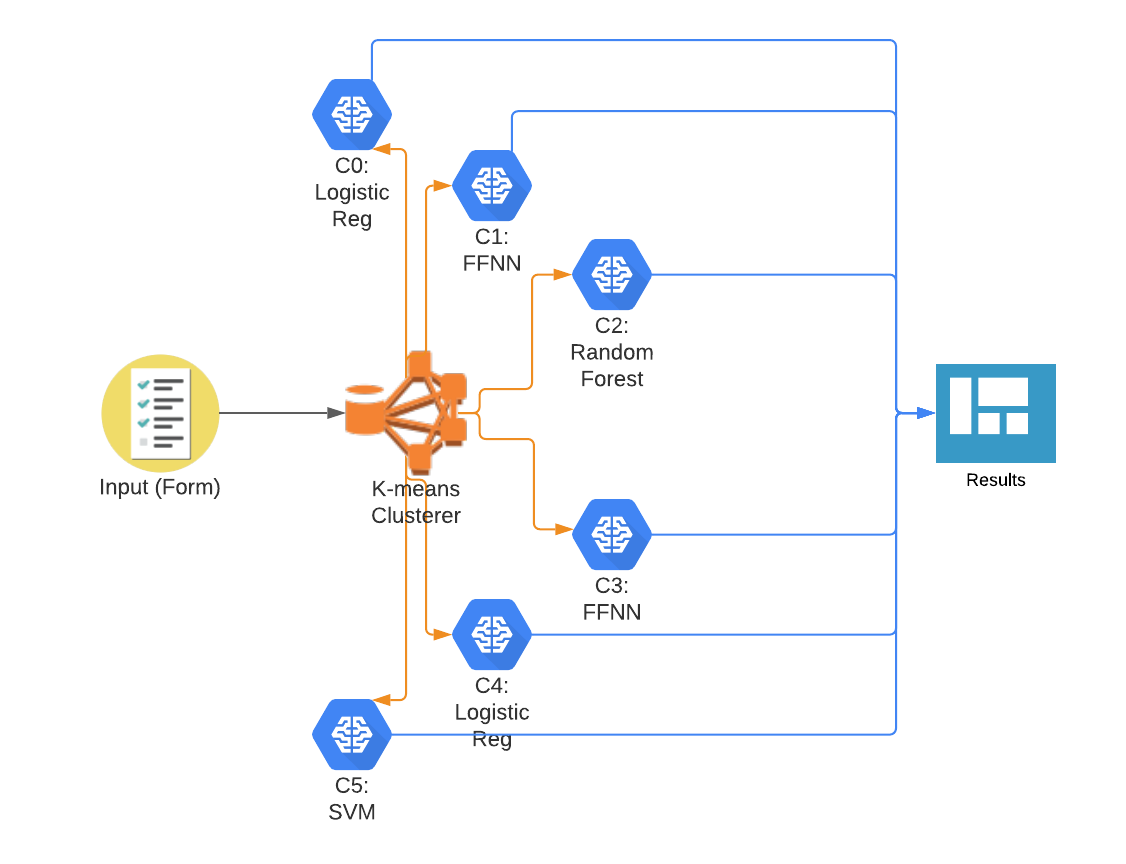 C0:
Logistic
Reg
C1:
FFNN
C2:
Random
Forest
Input (Form)
K-means
Clusterer
Results
C3:
FFNN
C4:
Logistic
Reg
C5:
SVM